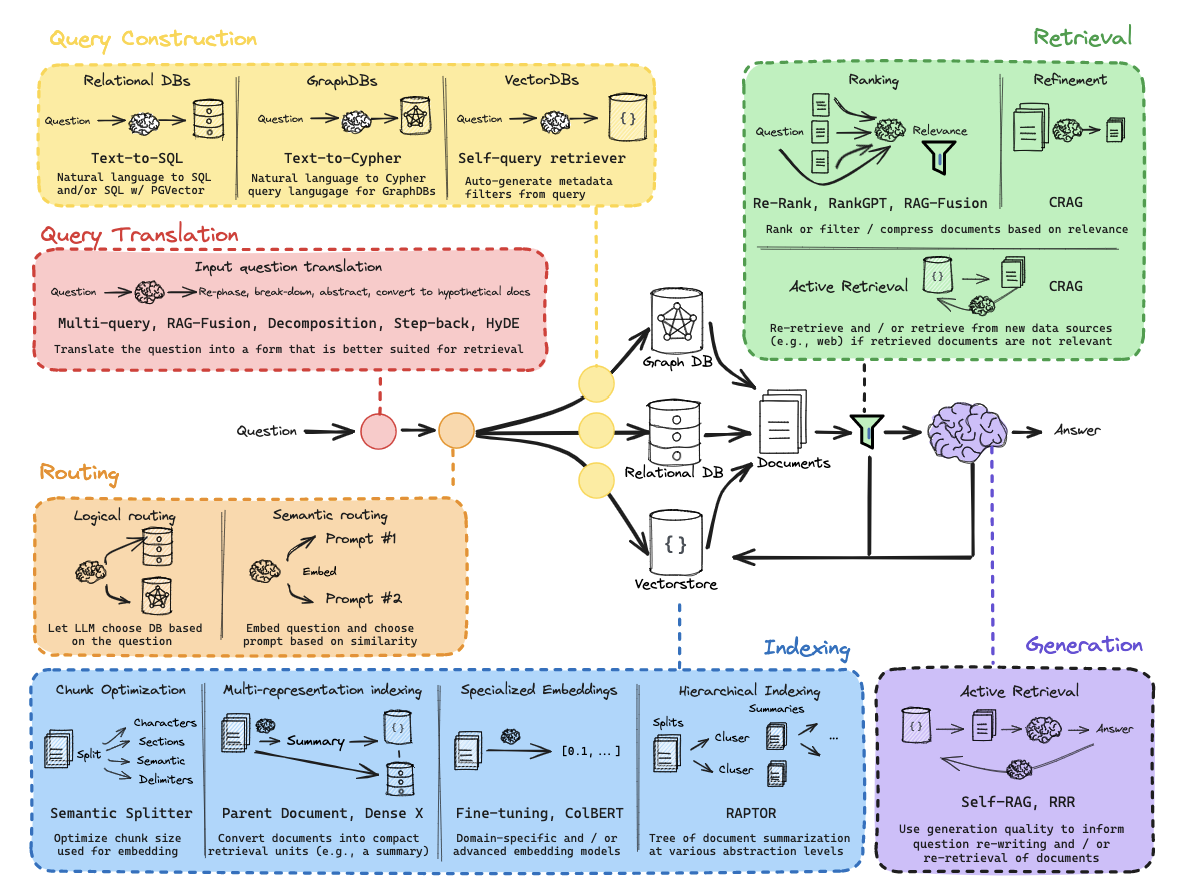 Query Construction
Relational DBs
Question
Text-to-SQL
Natural language to SQL
and/or SQL w/ PGVector
GraphDBs
Question
Text-to-Cypher
Natural language to Cypher
query langugage for GraphDBs
VectorDBs
Question
{}
Self-query retriever
Auto-generate metadata
filters from query
Retrieval
Ranking
Question
Relevance
Re-Rank, RankGPT, RAG-Fusion
Refinement
CRAG
Rank or filter / compress documents based on relevance
Active Retrieval
{}
CRAG
Re-retrieve and / or retrieve from new data sources
(e.g., web) if retrieved documents are not relevant
Query Translation
Input question translation
Question
Re-phase, break-down, abstract, convert to hypothetical docs
Multi-query, RAG-Fusion, Decomposition, Step-back, HyDE
Translate the question into a form that is better suited for retrieval
Question
Graph DB
Relational DB
{}
Vectorstore
Documents
Answer
Routing
Logical routing
Let LLM choose DB based
on the question
Semantic routing
Prompt #1
Embed
Prompt #2
Embed question and choose
prompt based on similarity
Indexing
Chunk Optimization
Split
Characters
Sections
Semantic
Delimiters
Semantic Splitter
Optimize chunk size
used for embedding
Multi-representation indexing
Summary
{}
Parent Document, Dense X
Convert documents into compact
retrieval units (e.g., a summary)
Specialized Embeddings
[0.1, ...]
Fine-tuning, ColBERT
Domain-specific and / or
advanced embedding models
Hierarchical Indexing
Splits
Summaries
Cluser
Cluser
...
RAPTOR
Tree of document summarization
at various abstraction levels
Generation
Active Retrieval
{}
Answer
Self-RAG, RRR
Use generation quality to inform
question re-writing and / or
re-retrieval of documents